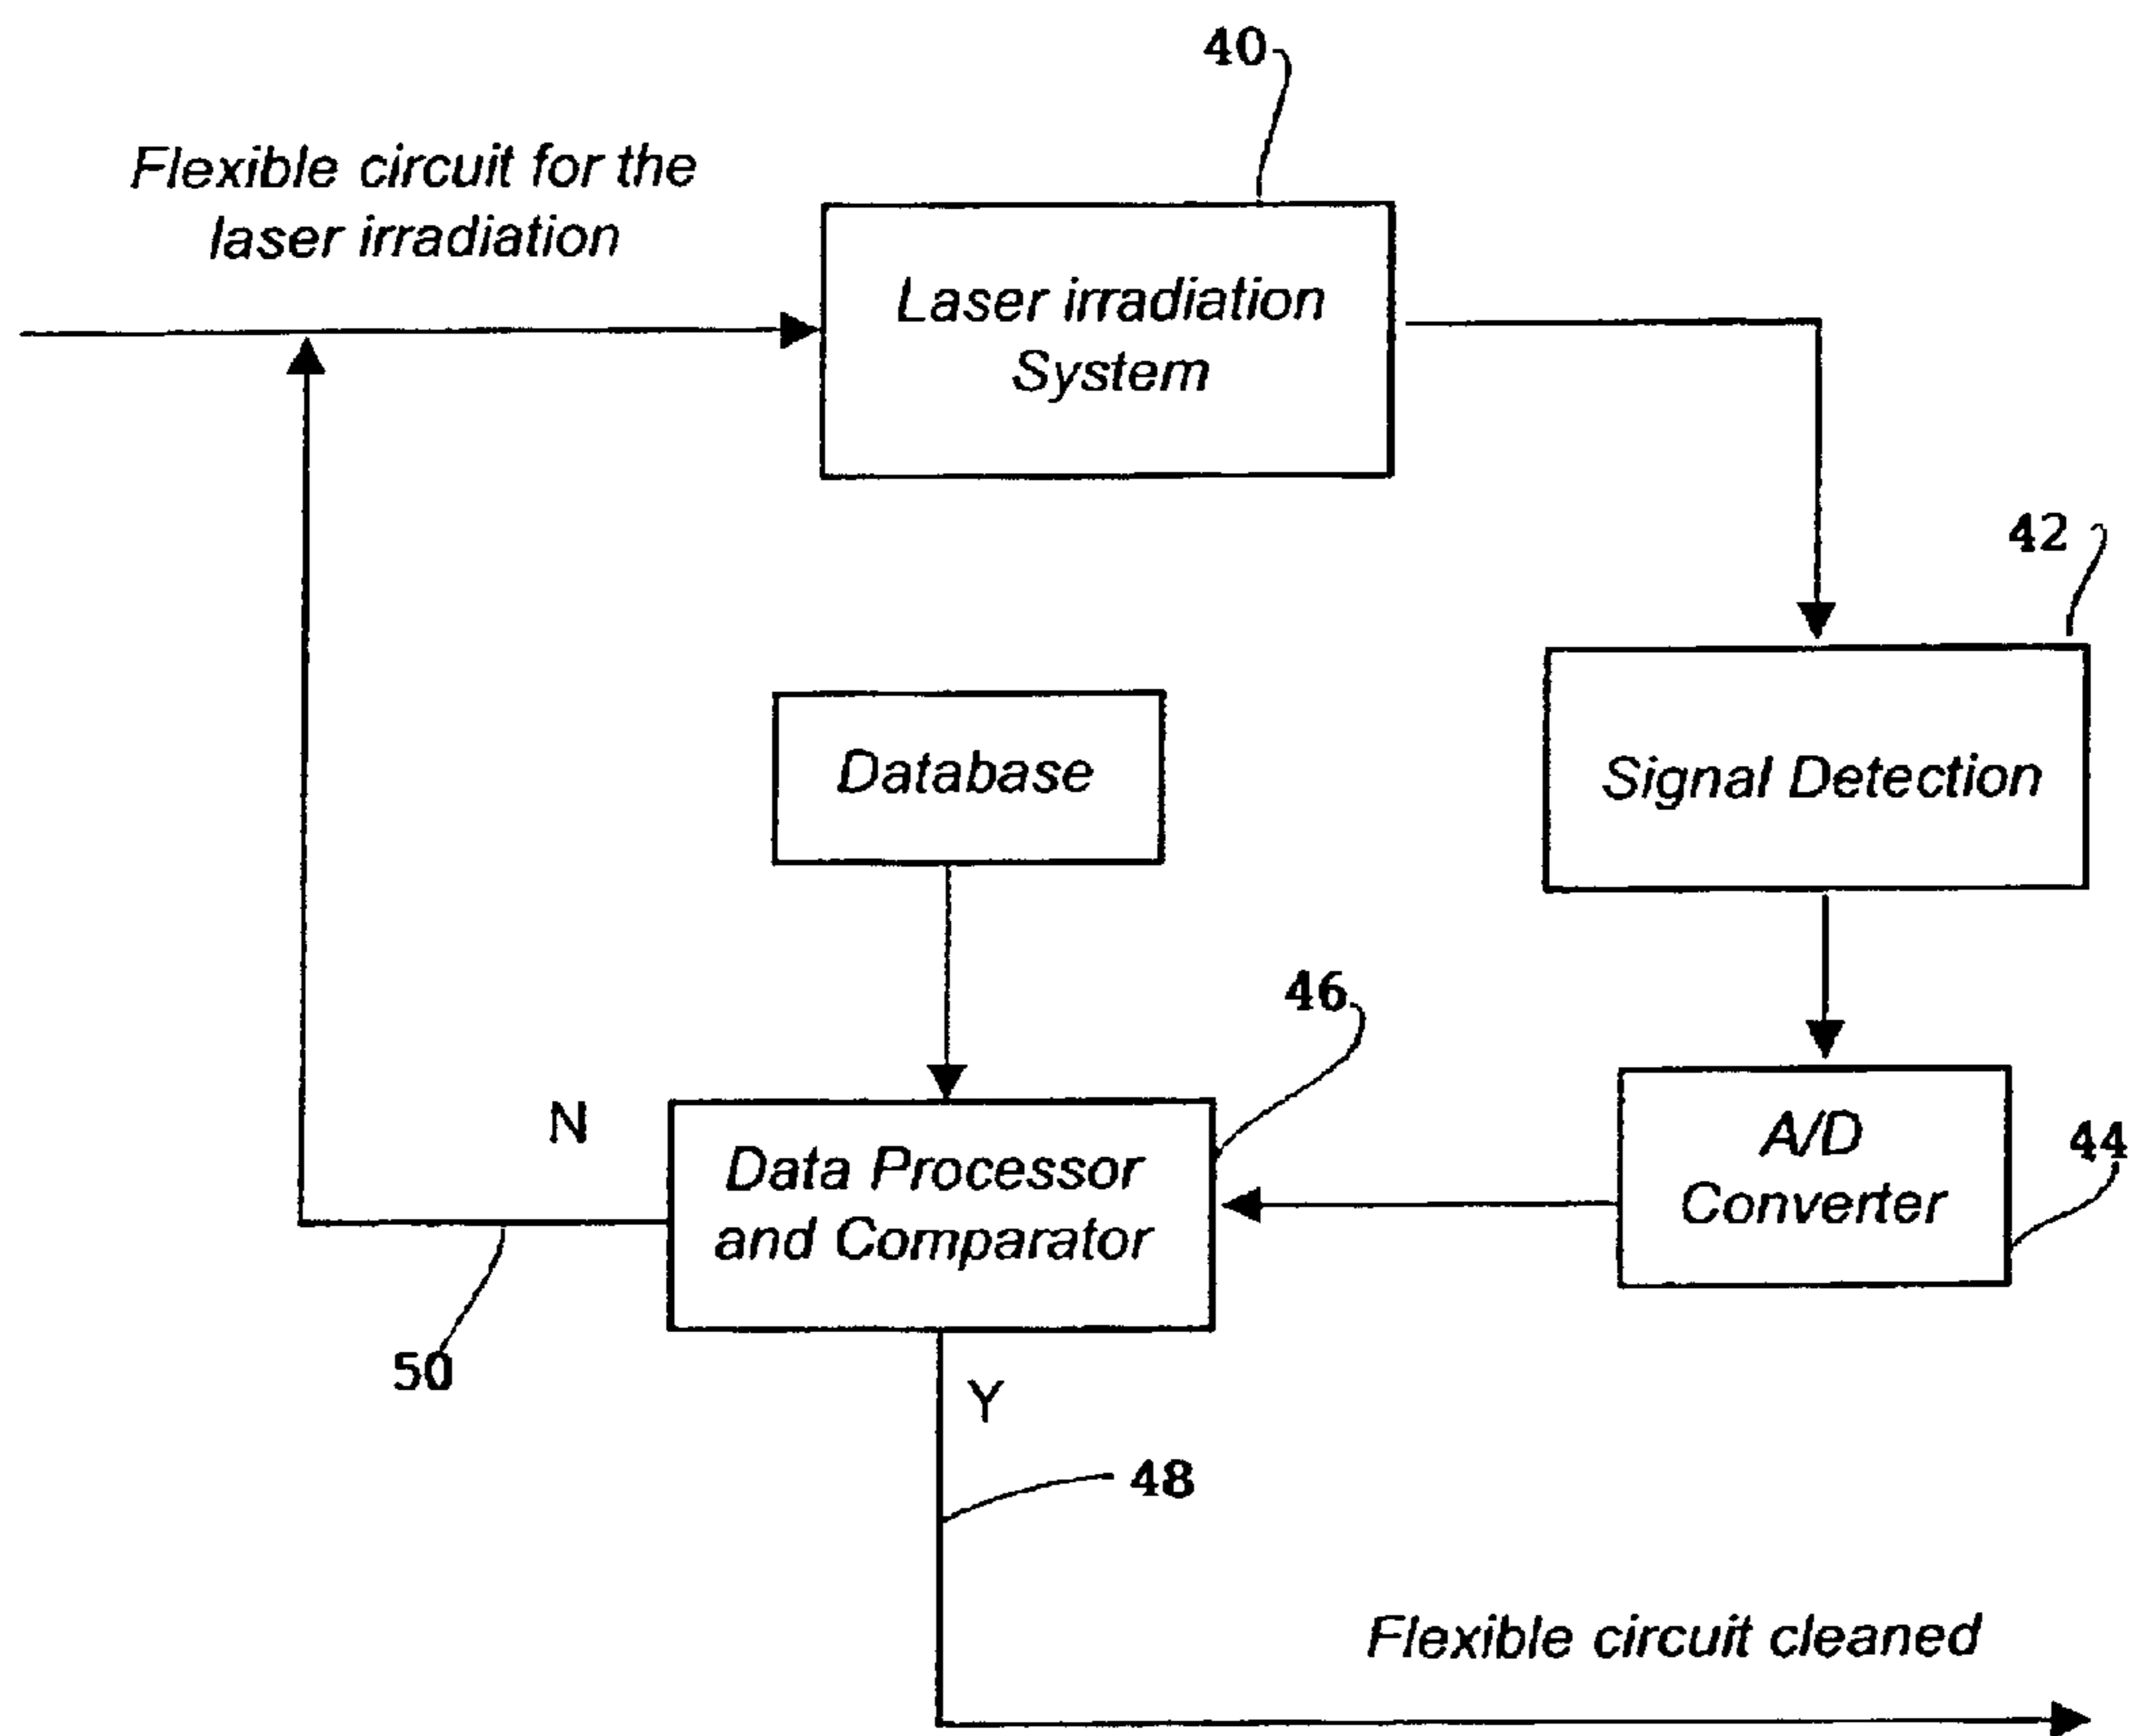 40
Flexible circuit for the
laser irradiation
Laser irradiation
System
42
Database
Signal Detection
46
N
Data Processor
and Comparator
A/D
Converter
44
50
Y
48
Flexible circuit cleaned